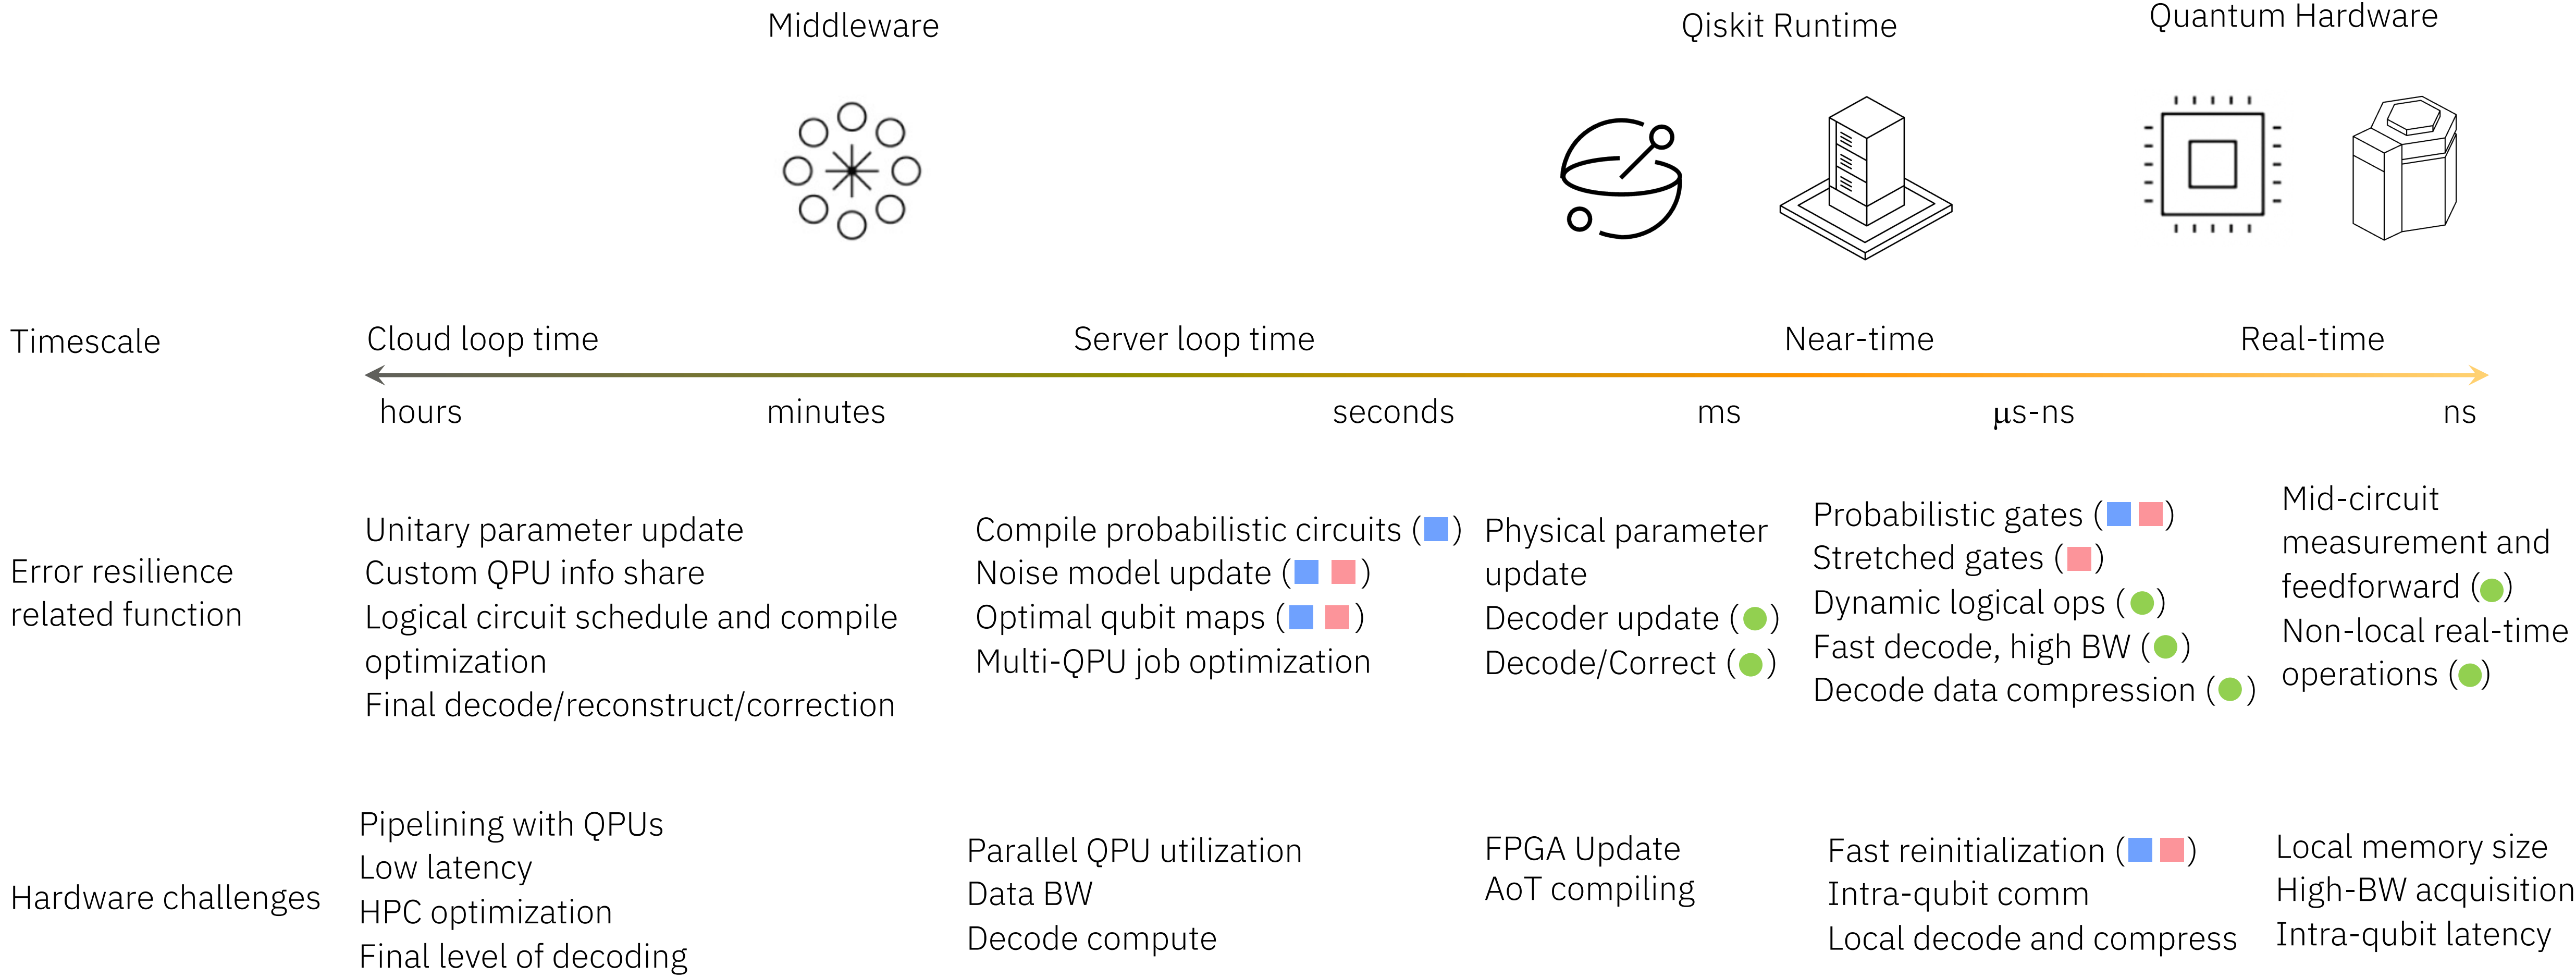 Middleware
Qiskit Runtime
Quantum Hardware
Timescale
Cloud loop time
Server loop time
Near-time
Real-time
hours
minutes
seconds
ms
μs-ns
ns
Error resilience
related function
Unitary parameter update
Custom QPU info share
Logical circuit schedule and compile
optimization
Final decode/reconstruct/correction
Compile probabilistic circuits ( )
Noise model update ( )
Optimal qubit maps ( )
Multi-QPU job optimization
Physical parameter
update
Decoder update ( )
Decode/Correct ( )
Probabilistic gates ( )
Stretched gates ( )
Dynamic logical ops ( )
Fast decode, high BW ( )
Decode data compression ( )
Mid-circuit
measurement and
feedforward ( )
Non-local real-time
operations ( )
Hardware challenges
Pipelining with QPUs
Low latency
HPC optimization
Final level of decoding
Parallel QPU utilization
Data BW
Decode compute
FPGA Update
AoT compiling
Fast reinitialization ( )
Intra-qubit comm
Local decode and compress
Local memory size
High-BW acquisition
Intra-qubit latency